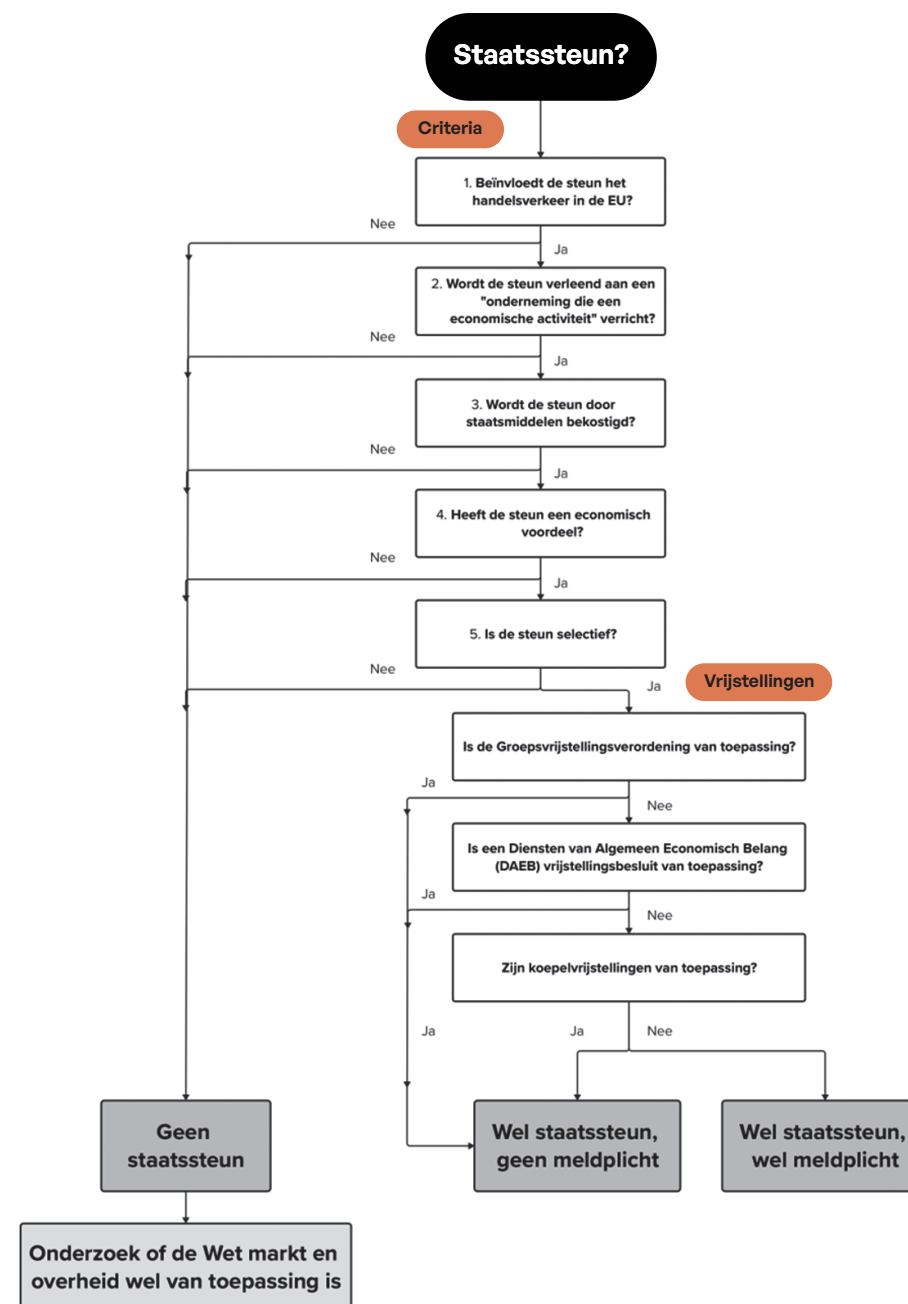 Staatssteun?
Criteria
1. Beïnvloedt de steun het
handelsverkeer in de EU?
Nee
Ja
2. Wordt de steun verleend aan een
"onderneming die een
economische activiteit" verricht?
Nee
Ja
3. Wordt de steun door
staatsmiddelen bekostigd?
Nee
Ja
4. Heeft de steun een economisch
voordeel?
Nee
Ja
5. Is de steun selectief?
Nee
Ja
Vrijstellingen
Is de Groepsvrijstellingsverordening van toepassing?
Ja
Nee
Is een Diensten van Algemeen Economisch Belang
(DAEB) vrijstellingsbesluit van toepassing?
Ja
Nee
Zijn koepelvrijstellingen van toepassing?
Ja
Ja
Nee
Geen
staatssteun
Wel staatssteun,
geen meldplicht
Wel staatssteun,
wel meldplicht
Onderzoek of de Wet markt en
overheid wel van toepassing is